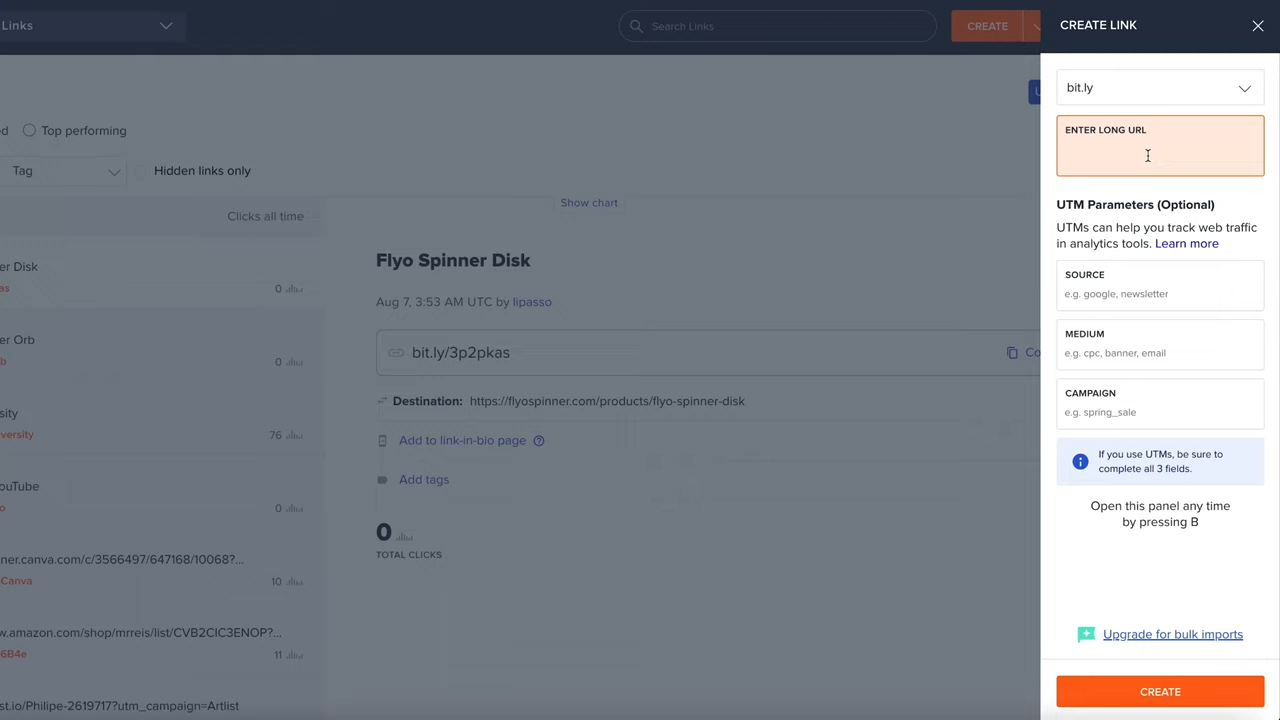 Links
Search Links
CREATE
CREATE LINK
bit.ly
ENTER LONG URL
UTM Parameters (Optional)
UTMs can help you track web traffic
in analytics tools. Learn more
SOURCE
e.g. google, newsletter
MEDIUM
e.g. cpc, banner, email
CAMPAIGN
e.g. spring_sale
If you use UTMs, be sure to
complete all 3 fields.
Open this panel any time
by pressing B
Upgrade for bulk imports
CREATE
ed Top performing
Tag
Hidden links only
Clicks all time
Show chart
er Disk
as
0
er Orb
b
0
sity
versity
76
ouTube
o
0
ner.canva.com/c/3566497/647168/10068?...
Canva
10
w.amazon.com/shop/mrreis/list/CVB2CIC3ENOP?...
6B4e
11
st.io/Philipe-2619717?utm_campaign=Artlist
Flyo Spinner Disk
Aug 7, 3:53 AM UTC by lipasso
bit.ly/3p2pkas
Co
Destination: https://flyospinner.com/products/flyo-spinner-disk
Add to link-in-bio page
Add tags
0
TOTAL CLICKS